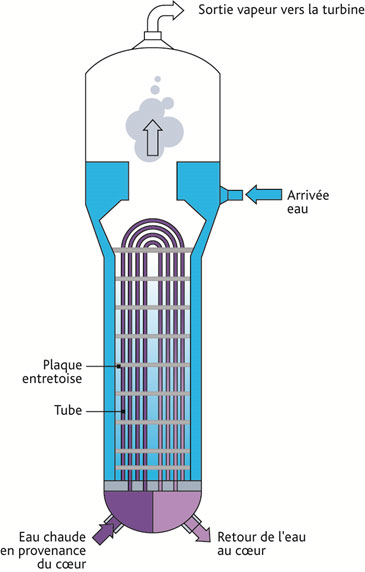 Sortie vapeur vers la turbine
Arrivée
eau
Plaque
entretoise
Tube
Eau chaude
en provenance
du cœur
Retour de l'eau
au cœur